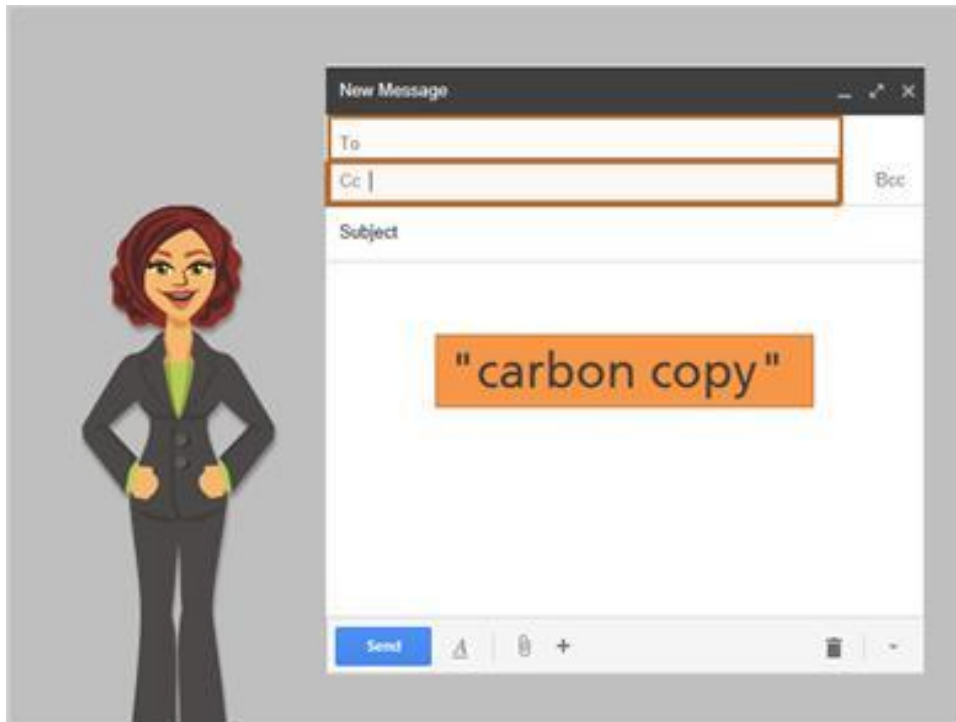 New Message
To
Cc
Bcc
Subject
"carbon copy"
Send